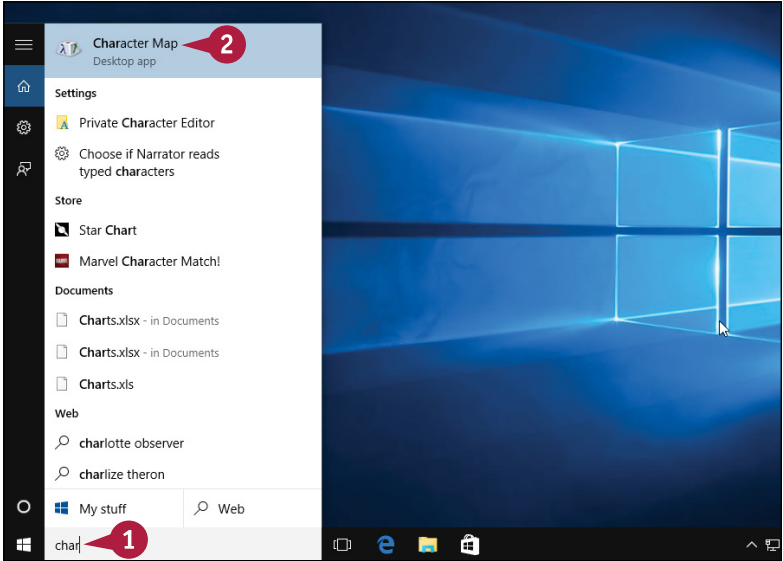 Character Map
2
Desktop app
Settings
Private Character Editor
Choose if Narrator reads
typed characters
Store
Star Chart
Marvel Character Match!
Documents
Charts.xlsx - in Documents
Charts.xlsx - in Documents
Charts.xls
Web
charlotte observer
charlize theron
My stuff
Web
char
1